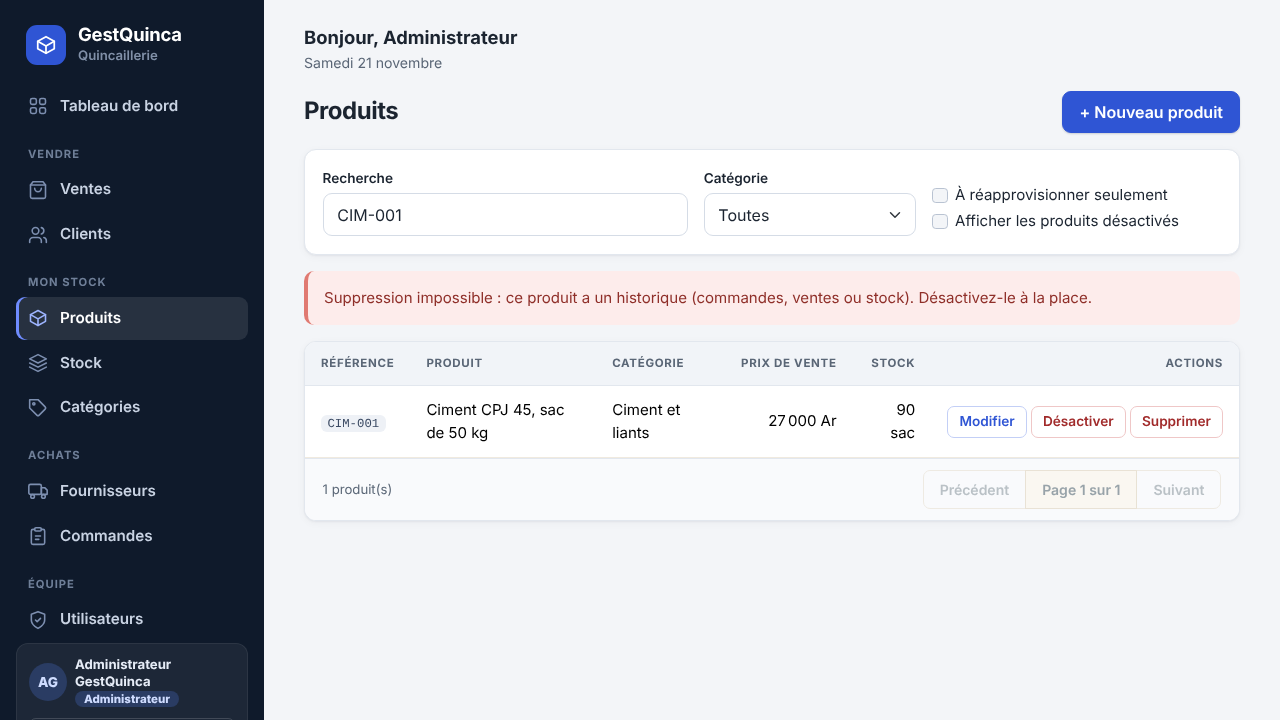 GestQuinca
Quincaillerie
Tableau de bord
VENDRE
Ventes
Clients
MON STOCK
Produits
Stock
Catégories
ACHATS
Fournisseurs
Commandes
ÉQUIPE
Utilisateurs
AG
Administrateur
GestQuinca
Administrateur
Bonjour, Administrateur
Samedi 21 novembre
Produits
+ Nouveau produit
Recherche
CIM-001
Catégorie
Toutes
À réapprovisionner seulement
Afficher les produits désactivés
Suppression impossible : ce produit a un historique (commandes, ventes ou stock). Désactivez-le à la place.
RÉFÉRENCE PRODUIT CATÉGORIE PRIX DE VENTE STOCK ACTIONS
CIM-001 Ciment CPJ 45, sac de 50 kg Ciment et liants 27 000 Ar 90 sac Modifier Désactiver Supprimer
1 produit(s)
Précédent Page 1 sur 1 Suivant